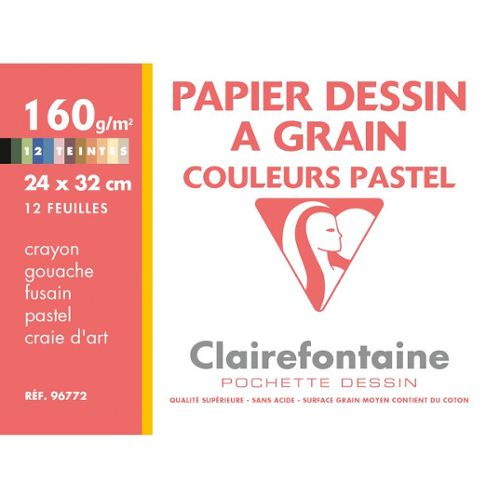 160g/m²
12 TEINTES
24 x 32 cm
12 FEUILLES
crayon
gouache
fusain
pastel
craie d'art
RÉF. 96772
PAPIER DESSIN
A GRAIN
COULEURS PASTEL
Clairefontaine
POCHETTE DESSIN
QUALITÉ SUPÉRIEURE - SANS ACIDE - SURFACE GRAIN MOYEN CONTIENT DU COTON